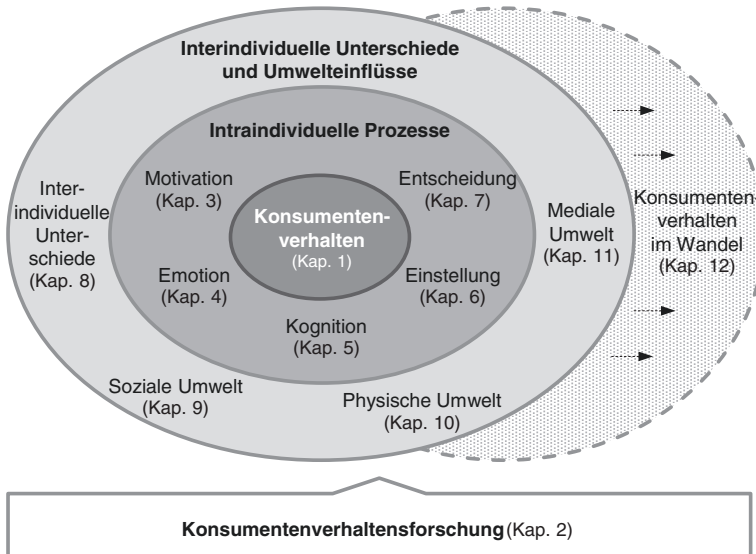 Interindividuelle Unterschiede
und Umwelteinflüsse
Intraindividuelle Prozesse
Motivation
(Kap. 3)
Entscheidung
(Kap. 7)
Inter-
individuelle
Unter-
schiede
(Kap. 8)
Konsumenten-
verhalten
(Kap. 1)
Mediale
Umwelt
(Kap. 11)
Konsumenten-
verhalten
im Wandel
(Kap. 12)
Emotion
(Kap. 4)
Einstellung
(Kap. 6)
Kognition
(Kap. 5)
Soziale Umwelt
(Kap. 9)
Physische Umwelt
(Kap. 10)
Konsumentenverhaltensforschung (Kap. 2)